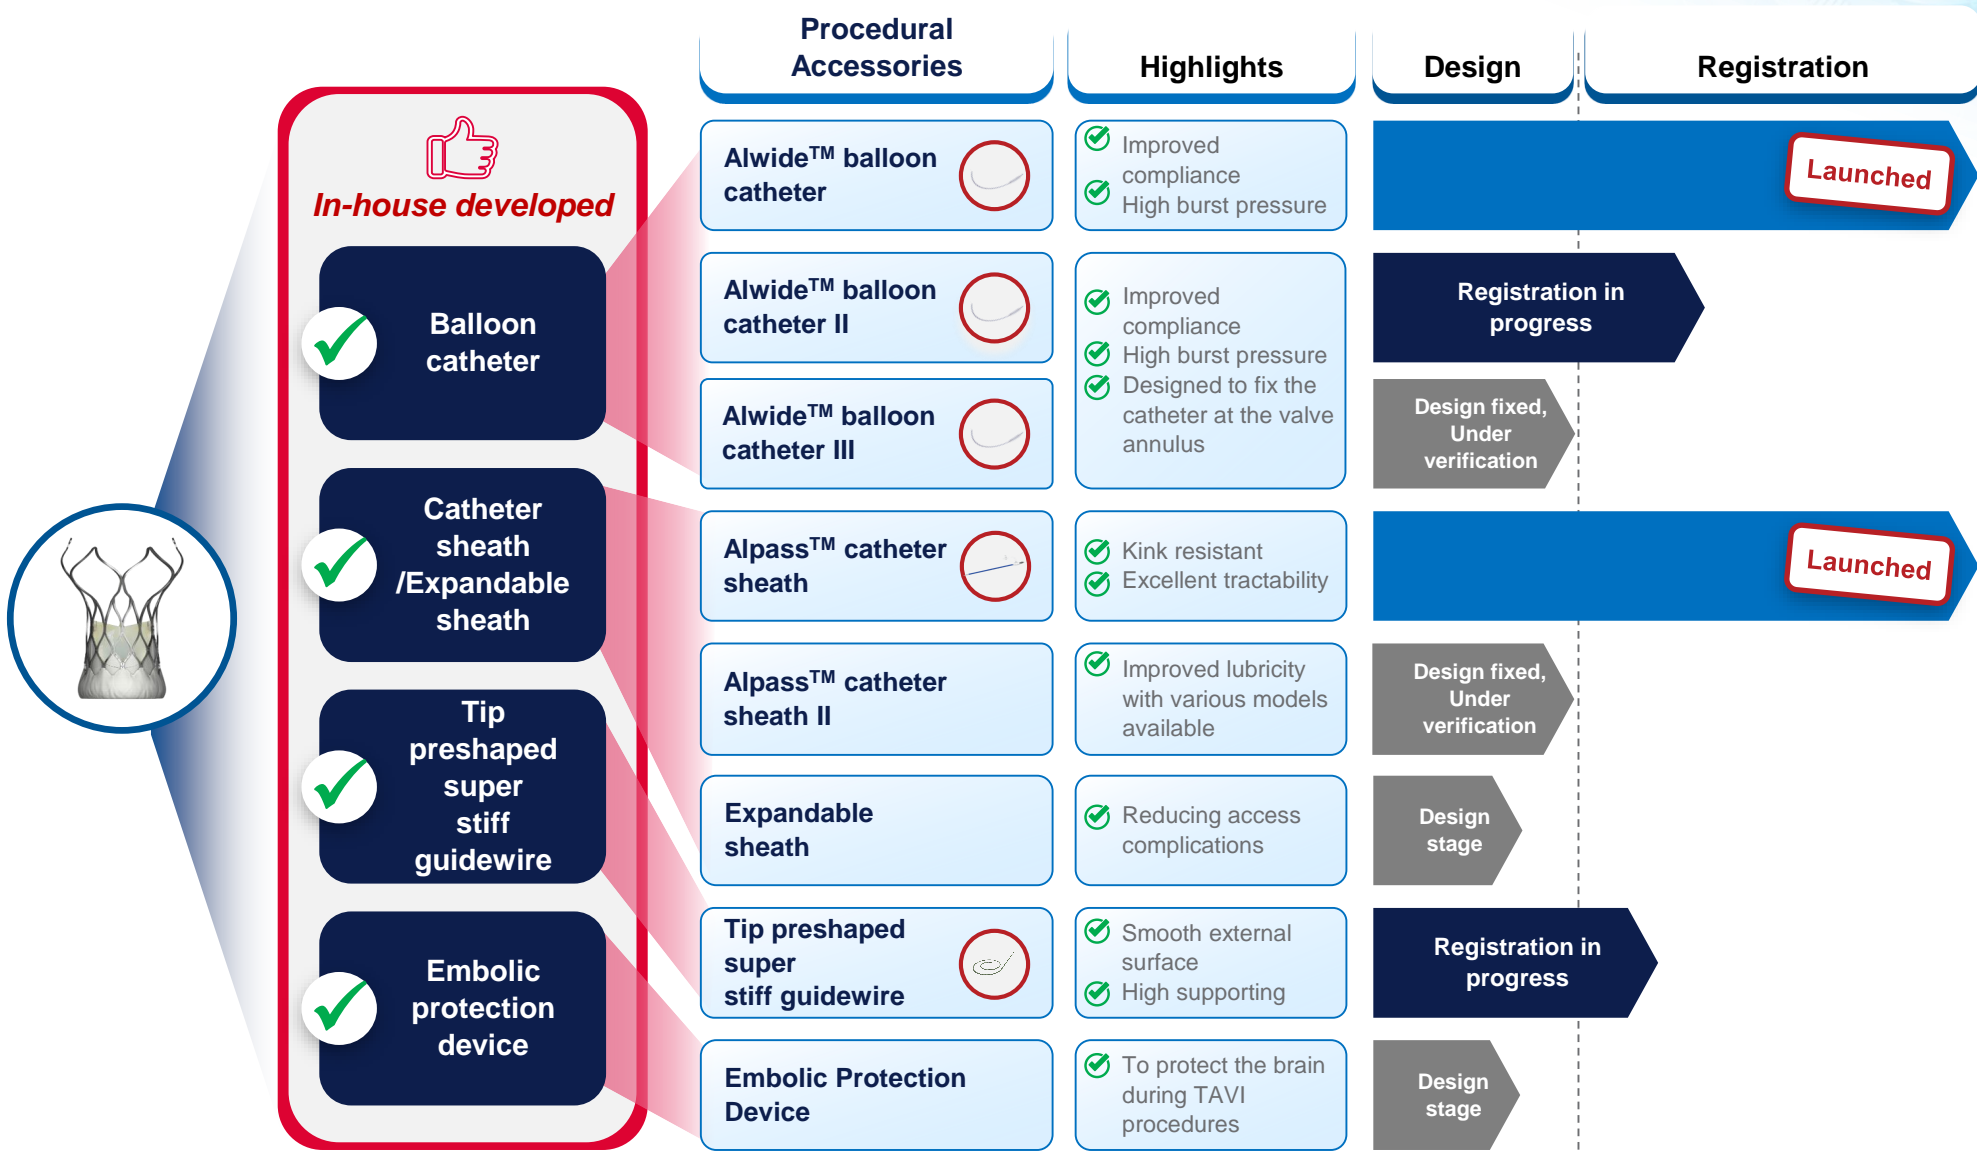 Procedural
Accessories
Highlights
Design
Registration
In-house developed
Balloon
catheter
Catheter
sheath
/Expandable
sheath
Tip
preshaped
super
stiff
guidewire
Embolic
protection
device
Alwide™ balloon
catheter
Improved
compliance
High burst pressure
Launched
Alwide™ balloon
catheter II
Alwide™ balloon
catheter III
Improved
compliance
High burst pressure
Designed to fix the
catheter at the valve
annulus
Registration in
progress
Design fixed,
Under
verification
Alpass™ catheter
sheath
Kink resistant
Excellent tractability
Launched
Alpass™ catheter
sheath II
Improved lubricity
with various models
available
Design fixed,
Under
verification
Expandable
sheath
Reducing access
complications
Design
stage
Tip preshaped
super
stiff guidewire
Smooth external
surface
High supporting
Registration in
progress
Embolic Protection
Device
To protect the brain
during TAVI
procedures
Design
stage